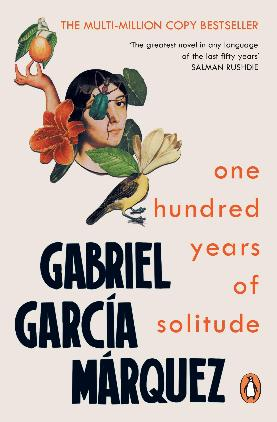 THE MULTI-MILLION COPY BESTSELLER
'The greatest novel in any language
of the last fifty years'
SALMAN RUSHDIE
one
hundred
years
of
solitude
GABRIEL
GARCÍA
MÁRQUEZ